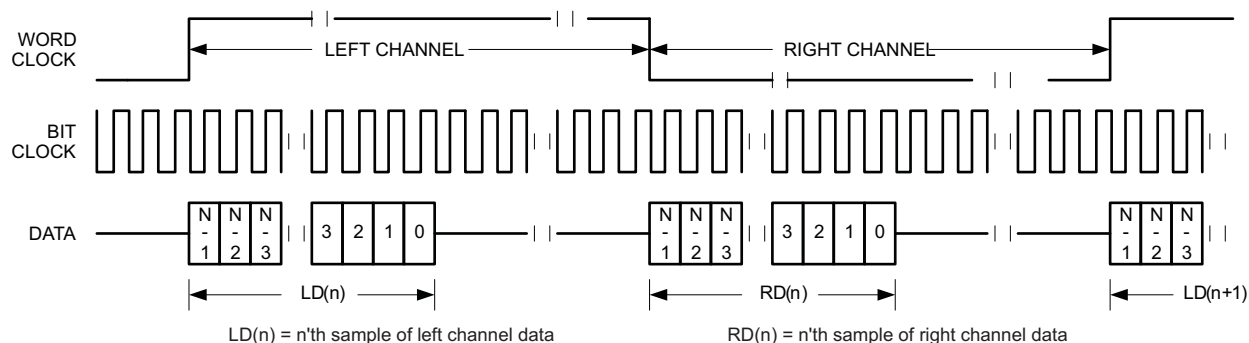 WORD
CLOCK
LEFT CHANNEL
RIGHT CHANNEL
BIT
CLOCK
DATA
N-1 N-2 N-3 3 2 1 0 N-1 N-2 N-3 3 2 1 0 N-1 N-2 N-3
LD(n) RD(n) LD(n+1)
LD(n) = n'th sample of left channel data
RD(n) = n'th sample of right channel data